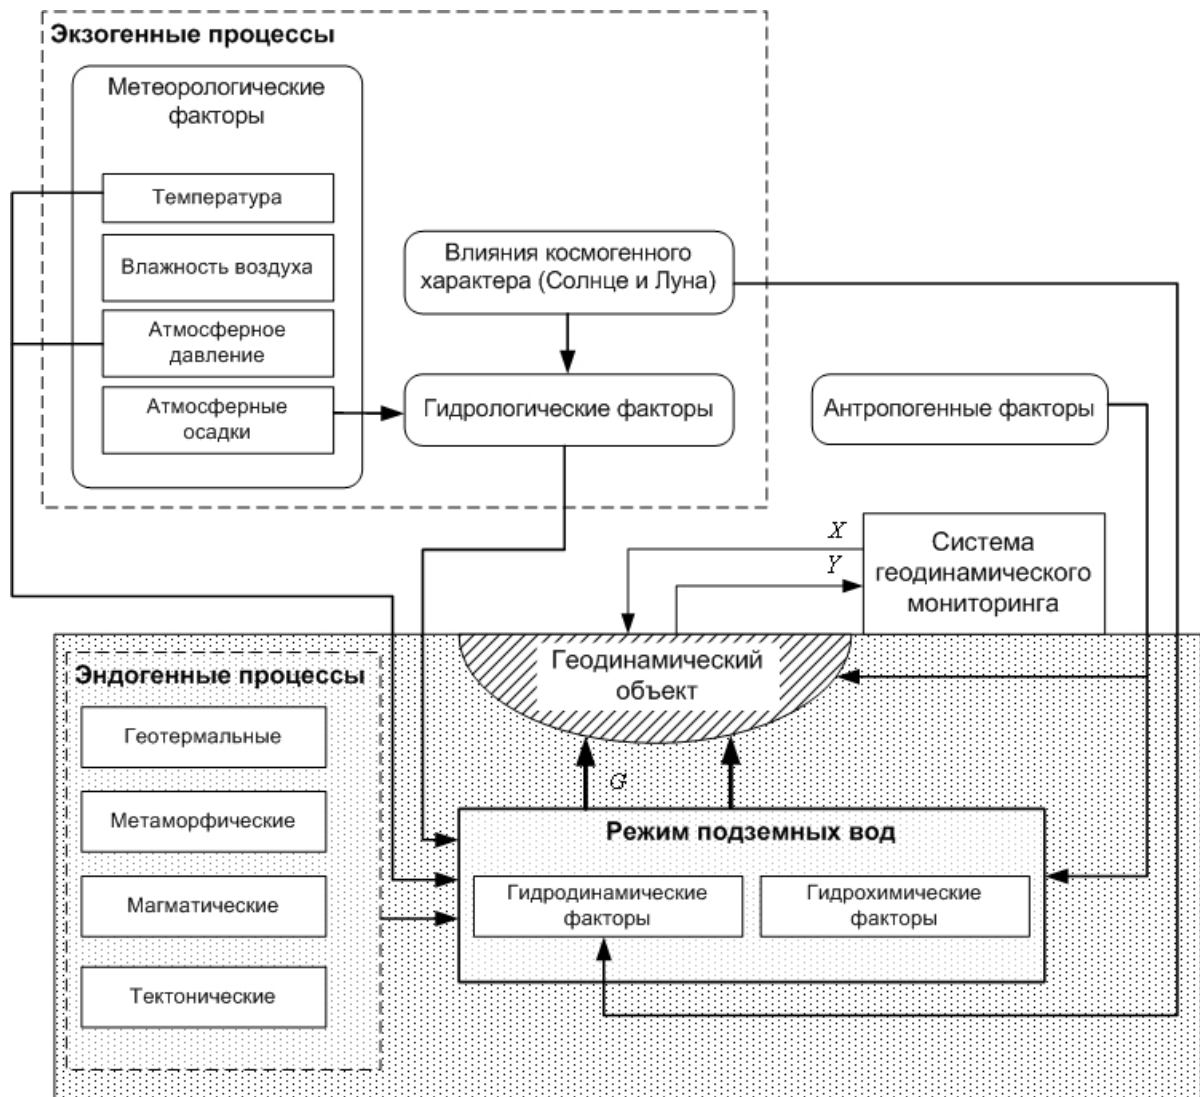 Экзогенные процессы
Метеорологические
факторы
Температура
Влажность воздуха
Атмосферное
давление
Атмосферные
осадки
Влияния космогенного
характера (Солнце и Луна)
Гидрологические факторы
Антропогенные факторы
X
Y
Система
геодинамического
мониторинга
Геодинамический
объект
Эндогенные процессы
Геотермальные
Метаморфические
Магматические
Тектонические
G
Режим подземных вод
Гидродинамические
факторы
Гидрохимические
факторы